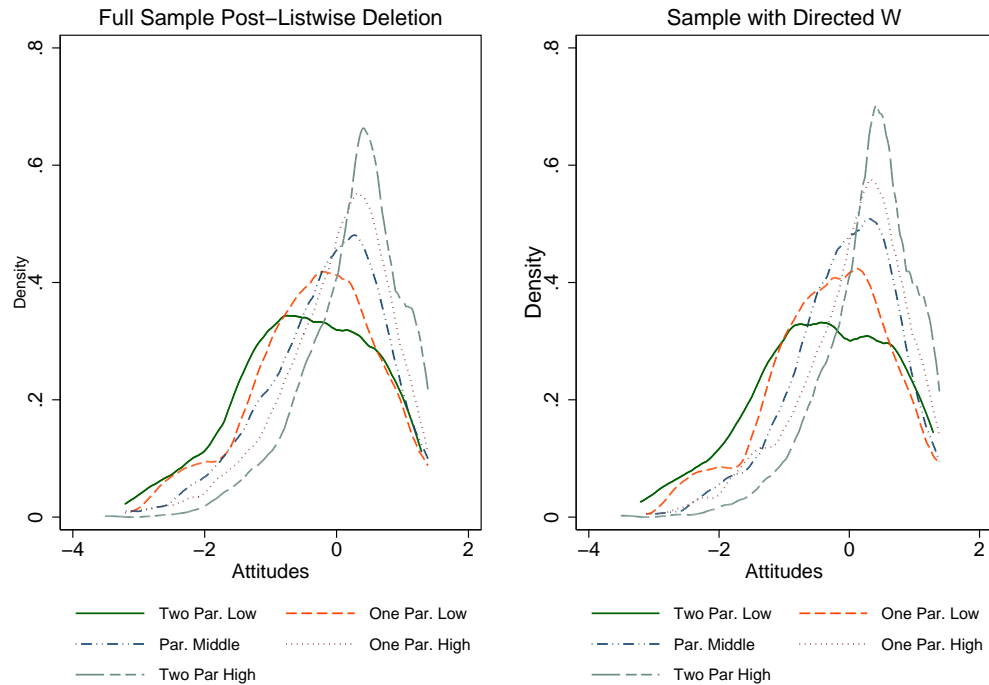 Full Sample Post−Listwise Deletion
.8
.6
.4
.2
0
Density
−4
−2
0
2
Attitudes
Two Par. Low
One Par. Low
Par. Middle
One Par. High
Two Par High
Sample with Directed W
.8
.6
.4
.2
0
Density
−4
−2
0
2
Attitudes
Two Par. Low
One Par. Low
Par. Middle
One Par. High
Two Par High